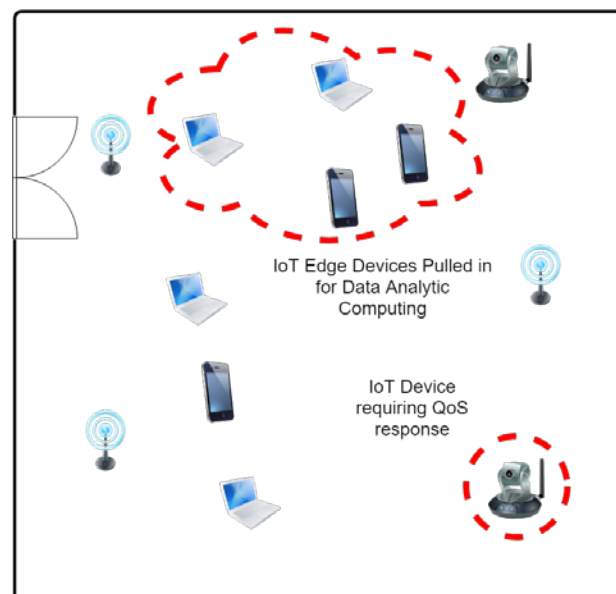 IoT Edge Devices Pulled in
for Data Analytic
Computing
IoT Device
requiring QoS
response